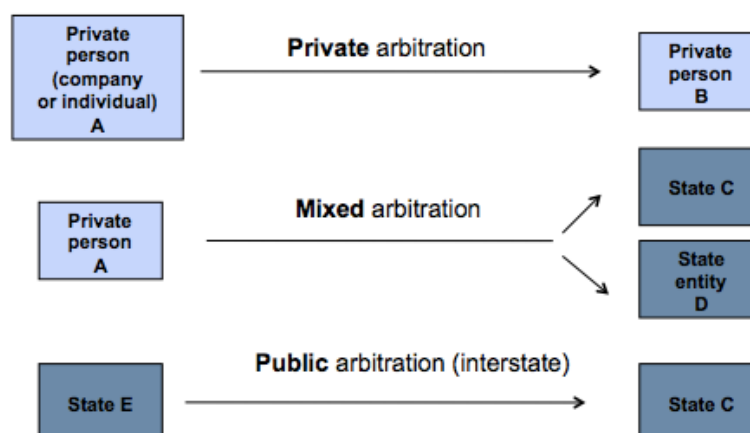 Private
person
(company
or individual)
A
Private arbitration
Private
person
B
Private
person
A
Mixed arbitration
State C
State
entity
D
State E
Public arbitration (interstate)
State C